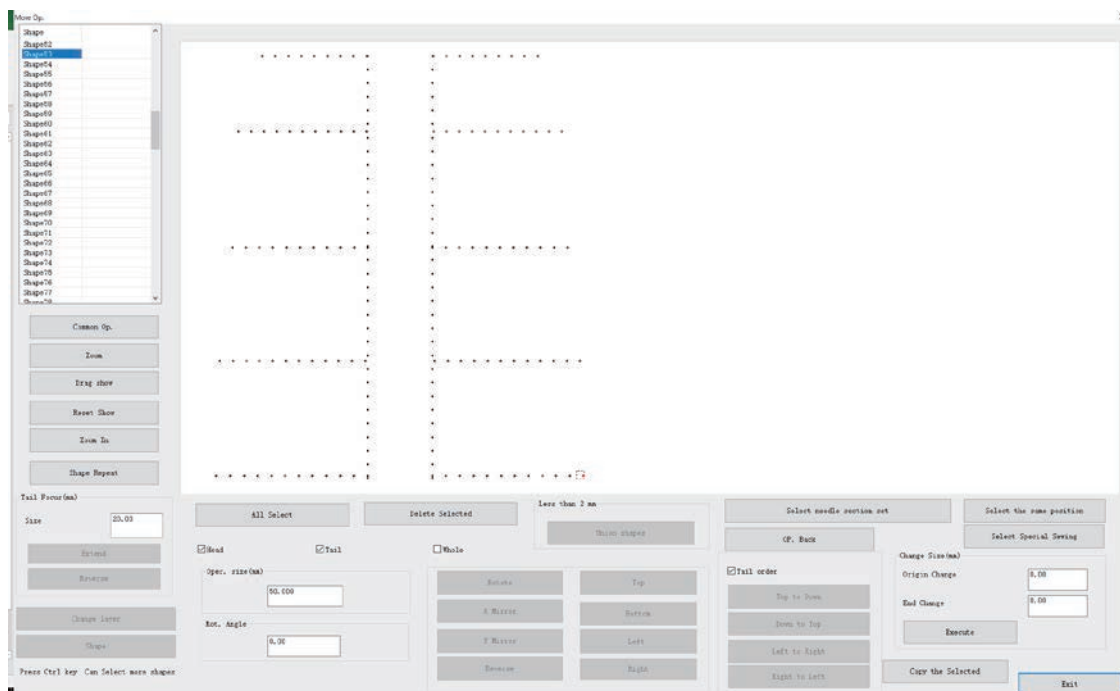 More Op.
Shape
Shape52
Shape53
Shape54
Shape55
Shape56
Shape57
Shape58
Shape59
Shape60
Shape61
Shape62
Shape63
Shape64
Shape65
Shape66
Shape67
Shape68
Shape69
Shape70
Shape71
Shape72
Shape73
Shape74
Shape75
Shape76
Shape77
Shape78
Common Op.
Zoom
Drag show
Reset Show
Zoom In
Shape Repeat
Tail Focus(mm)
Size 20.00
Extend
Reverse
Change Layer
Shape
Press Ctrl key Can Select more shapes
All Select
Delete Selected
Less than 2 mm
Union shapes
Head
Tail
Whole
Oper. size(mm)
50.000
Rot. Angle
0.00
Rotate
X Mirror
Y Mirror
Reverse
Top
Bottom
Left
Right
Select needle section set
OP. Back
Tail order
Top to Down
Down to Top
Left to Right
Right to Left
Select the same position
Select Special Sewing
Change Size(mm)
Origin Change 0.00
End Change 0.00
Execute
Copy the Selected
Exit